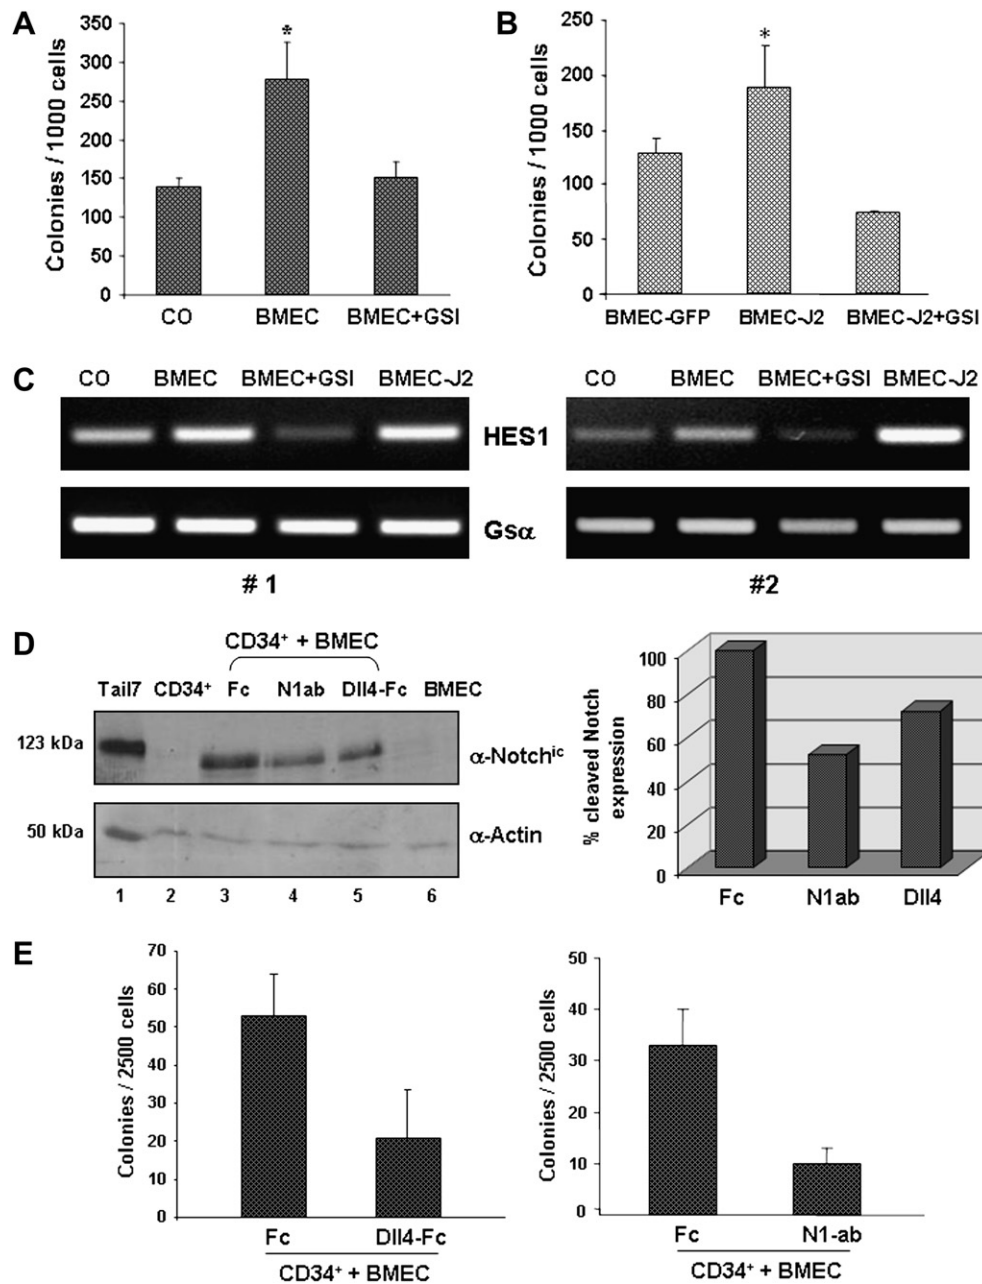 A
Colonies / 1000 cells
350
300
250
200
150
100
50
0
*
CO BMEC BMEC+GSI
B
Colonies / 1000 cells
250
200
150
100
50
0
*
BMEC-GFP BMEC-J2 BMEC-J2+GSI
C
CO BMEC BMEC+GSI BMEC-J2
CO BMEC BMEC+GSI BMEC-J2
HES1
Gsα
# 1
#2
D
CD34+ + BMEC
Tail7 CD34+ Fc N1ab Dll4-Fc BMEC
123 kDa
α-Notchic
50 kDa
α-Actin
1 2 3 4 5 6
% cleaved Notch
expression
100
80
60
40
20
0
Fc N1ab Dll4
E
Colonies / 2500 cells
70
60
50
40
30
20
10
0
Fc Dll4-Fc
CD34+ + BMEC
Colonies / 2500 cells
50
40
30
20
10
0
Fc N1-ab
CD34+ + BMEC